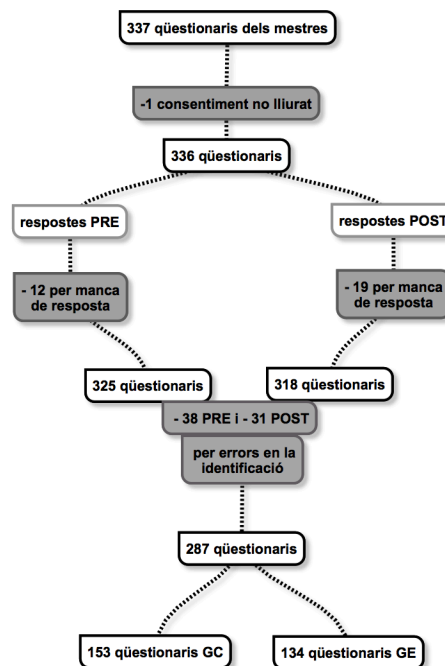 337 qüestionaris dels mestres
-1 consentiment no lliurat
336 qüestionaris
respostes PRE
respostes POST
- 12 per manca
de resposta
- 19 per manca
de resposta
325 qüestionaris
318 qüestionaris
- 38 PRE i - 31 POST
per errors en la
identificació
287 qüestionaris
153 qüestionaris GC
134 qüestionaris GE